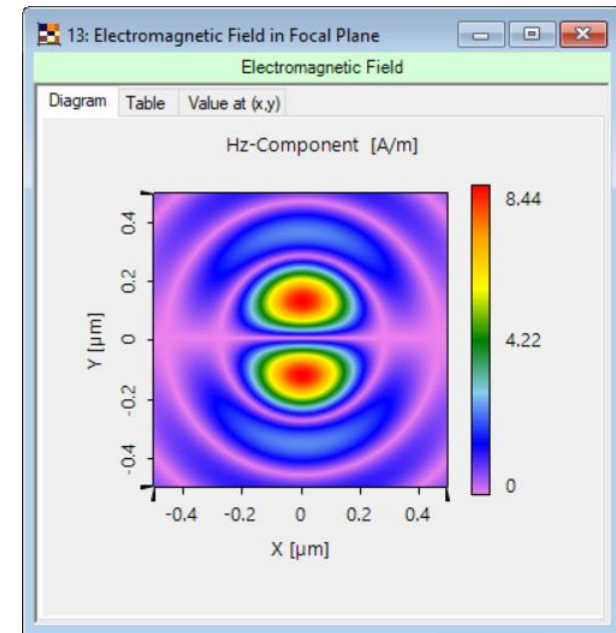 13: Electromagnetic Field in Focal Plane
Electromagnetic Field
Diagram Table Value at (x,y)
Hz-Component [A/m]
8.44
4.22
0
Y [µm]
0.4
0.2
0
-0.2
-0.4
-0.4 -0.2 0 0.2 0.4
X [µm]